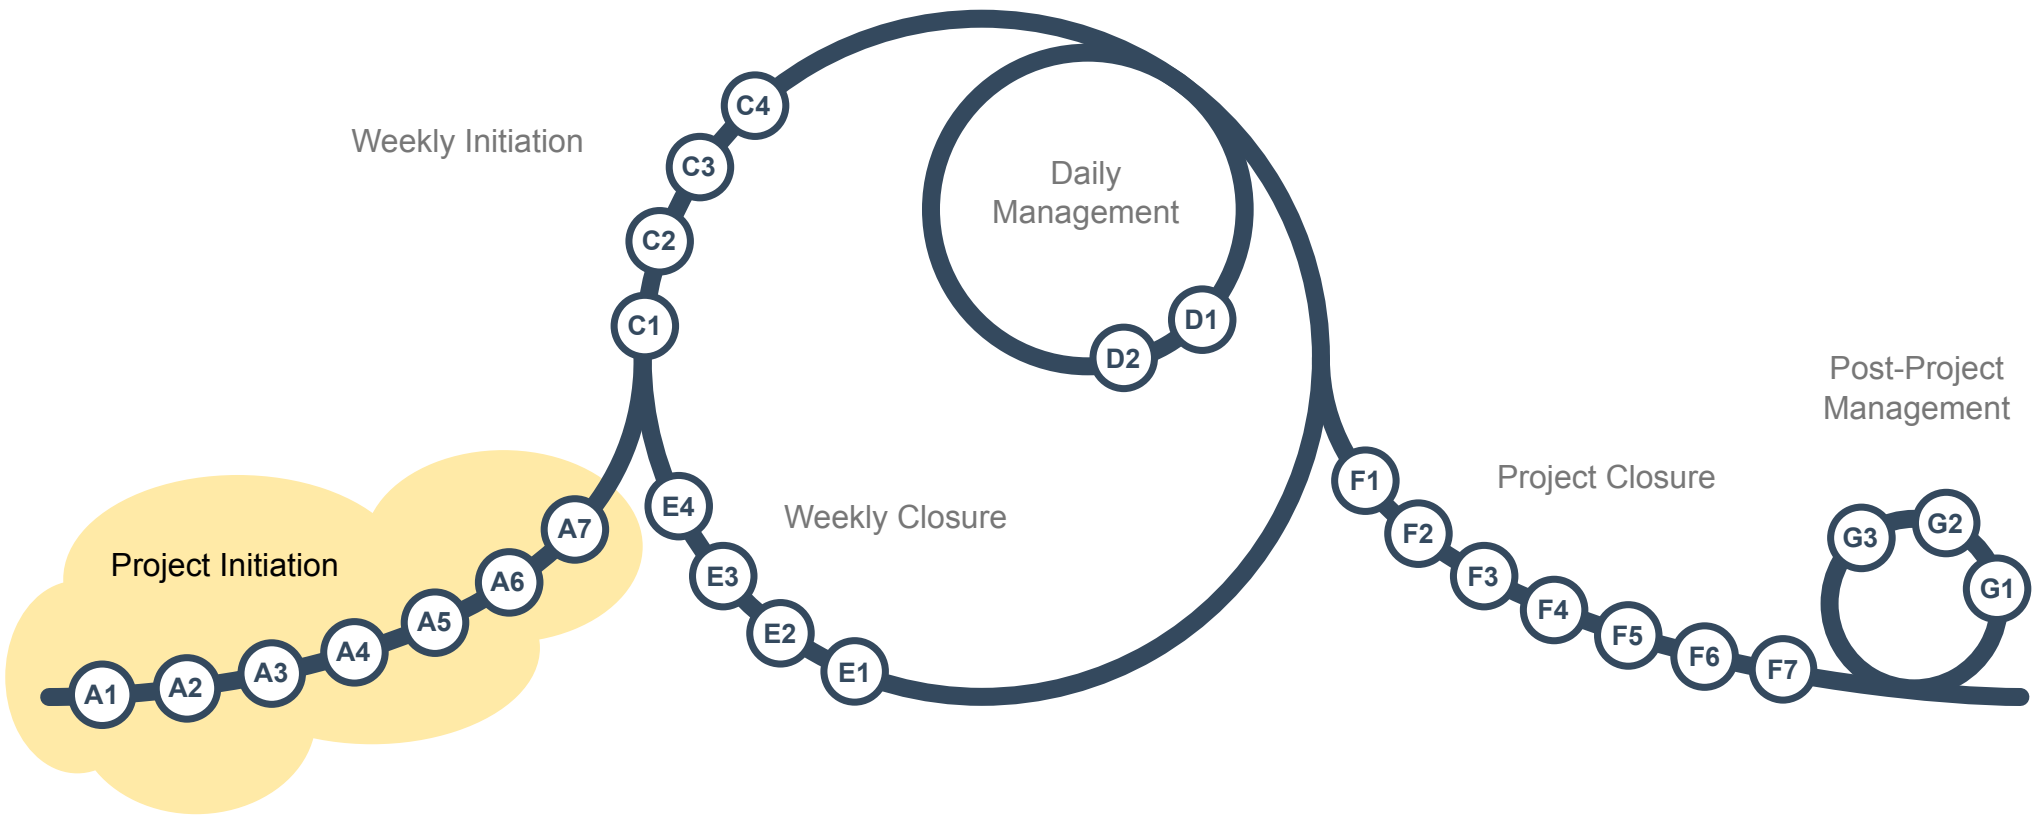 Weekly Initiation
C4
C3
C2
C1
Daily
Management
D1
D2
Post-Project
Management
Project Initiation
A1
A2
A3
A4
A5
A6
A7
Weekly Closure
E4
E3
E2
E1
Project Closure
F1
F2
F3
F4
F5
F6
F7
G3
G2
G1